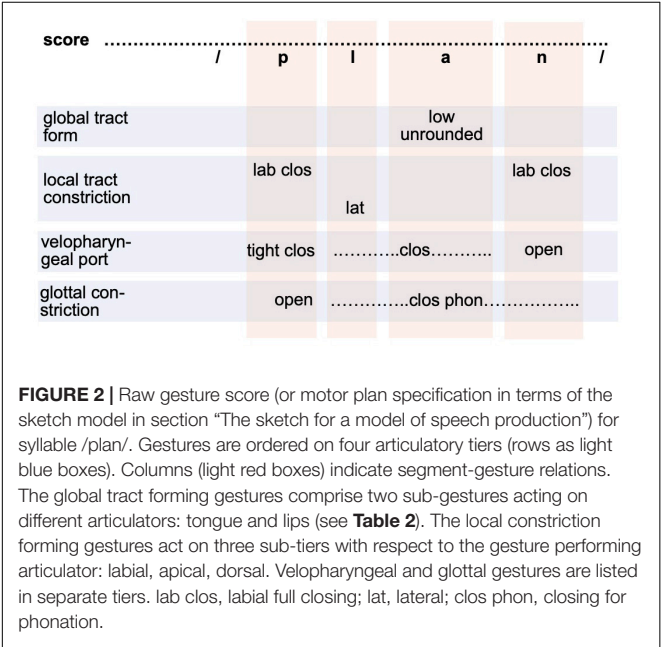 score ........................................................................................
/ p l a n /
global tract low
form unrounded
local tract lab clos lab clos
constriction lat
velopharyn- tight clos ...........clos........... open
geal port
glottal con- open .............clos phon.................
striction
FIGURE 2 | Raw gesture score (or motor plan specification in terms of the
sketch model in section “The sketch for a model of speech production”) for
syllable /plan/. Gestures are ordered on four articulatory tiers (rows as light
blue boxes). Columns (light red boxes) indicate segment-gesture relations.
The global tract forming gestures comprise two sub-gestures acting on
different articulators: tongue and lips (see Table 2). The local constriction
forming gestures act on three sub-tiers with respect to the gesture performing
articulator: labial, apical, dorsal. Velopharyngeal and glottal gestures are listed
in separate tiers. lab clos, labial full closing; lat, lateral; clos phon, closing for
phonation.